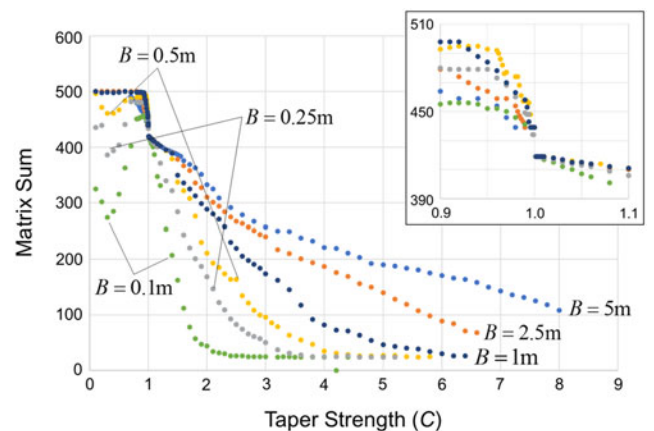 600
500
400
300
200
100
0
0 1 2 3 4 5 6 7 8 9
Matrix Sum
Taper Strength (C)
B = 0.5m
B = 0.25m
B = 0.1m
B = 5m
B = 2.5m
B = 1m
510
450
390
0.9 1.0 1.1